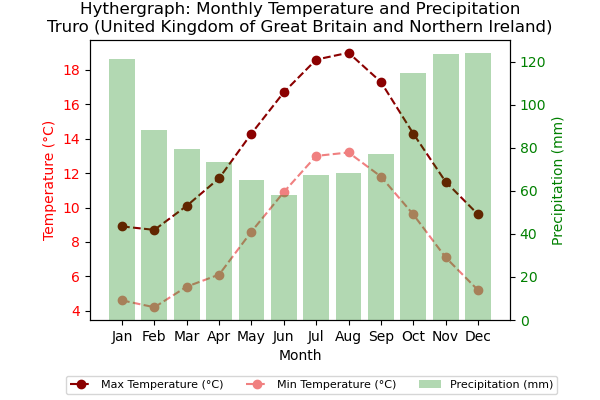 Hythergraph: Monthly Temperature and Precipitation
Truro (United Kingdom of Great Britain and Northern Ireland)
Temperature (°C)
18
16
14
12
10
8
6
4
Precipitation (mm)
120
100
80
60
40
20
0
Jan Feb Mar Apr May Jun Jul Aug Sep Oct Nov Dec
Month
Max Temperature (°C) Min Temperature (°C) Precipitation (mm)